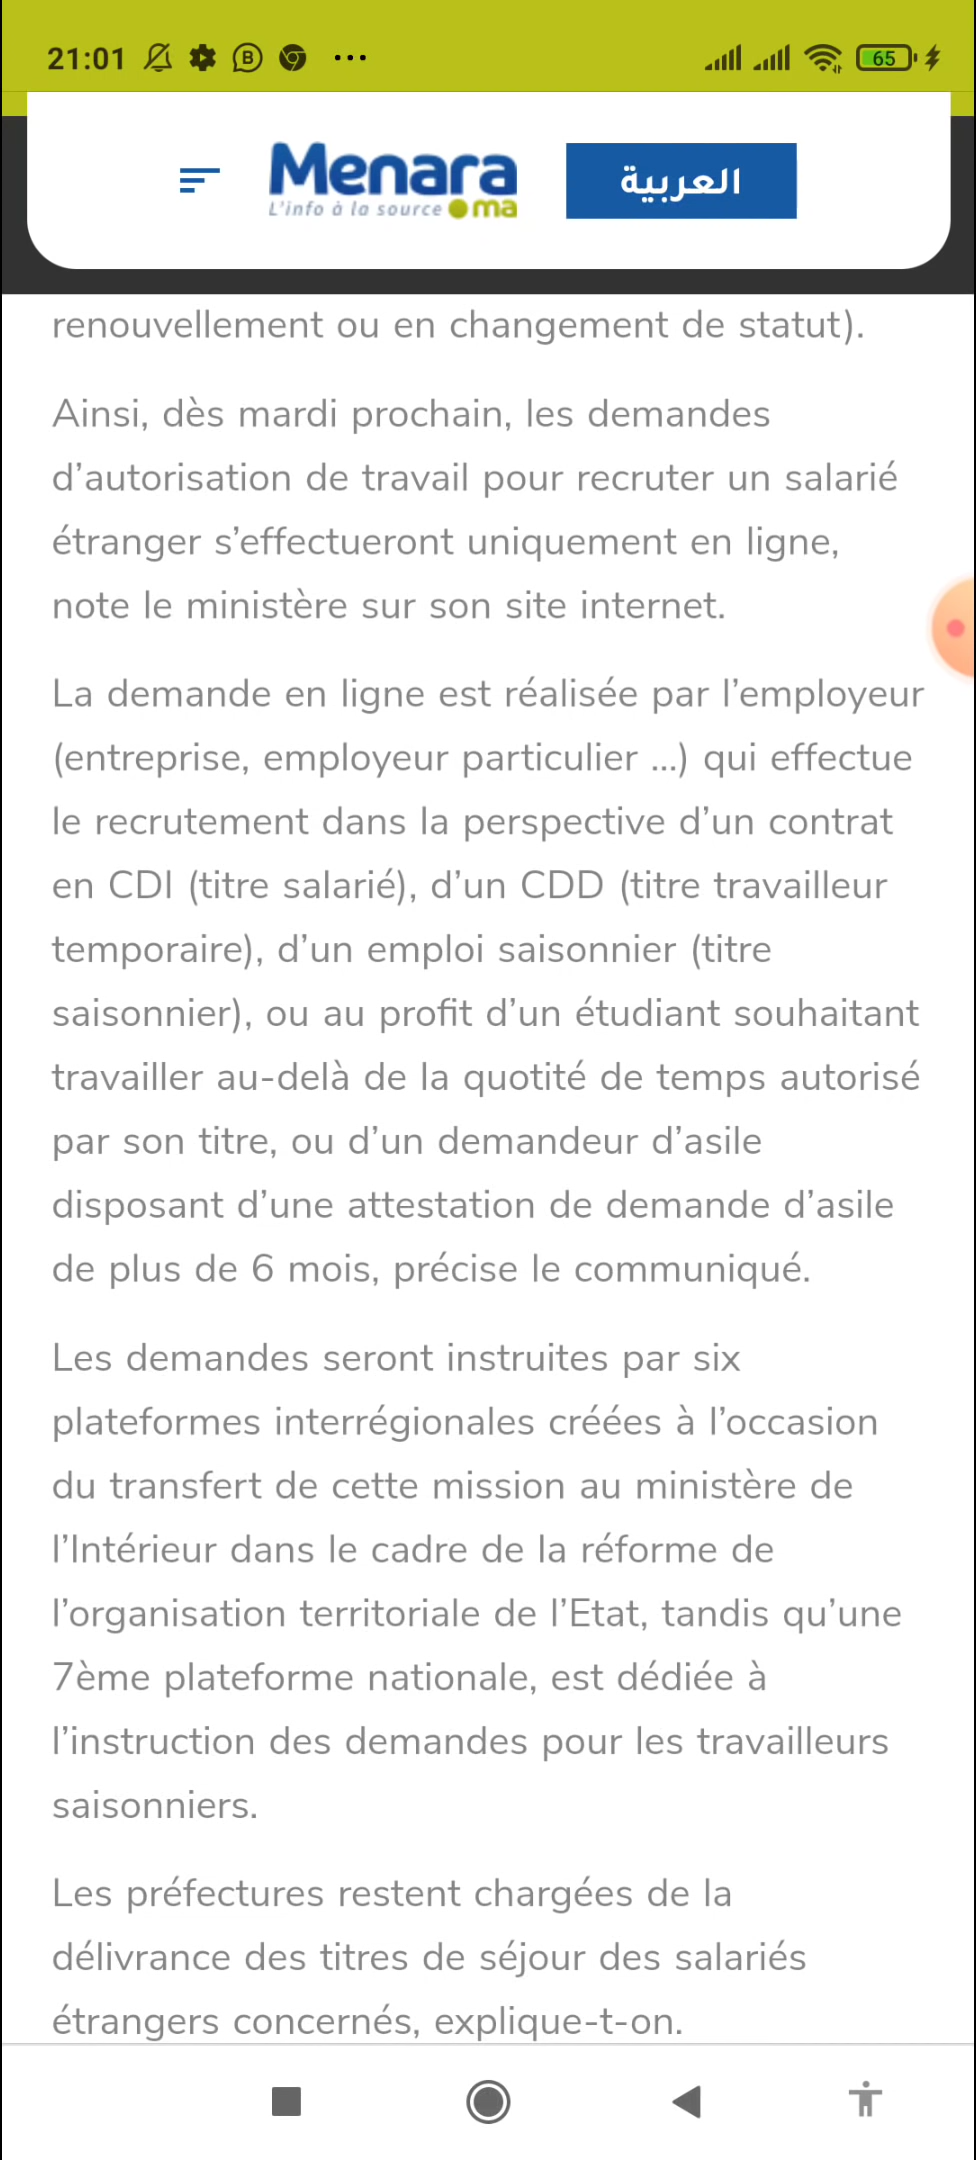 21:01
65
Menara
L'info à la source ma
العربية
renouvellement ou en changement de statut).
Ainsi, dès mardi prochain, les demandes
d’autorisation de travail pour recruter un salarié
étranger s’effectueront uniquement en ligne,
note le ministère sur son site internet.
La demande en ligne est réalisée par l’employeur
(entreprise, employeur particulier …) qui effectue
le recrutement dans la perspective d’un contrat
en CDI (titre salarié), d’un CDD (titre travailleur
temporaire), d’un emploi saisonnier (titre
saisonnier), ou au profit d’un étudiant souhaitant
travailler au-delà de la quotité de temps autorisé
par son titre, ou d’un demandeur d’asile
disposant d’une attestation de demande d’asile
de plus de 6 mois, précise le communiqué.
Les demandes seront instruites par six
plateformes interrégionales créées à l’occasion
du transfert de cette mission au ministère de
l’Intérieur dans le cadre de la réforme de
l’organisation territoriale de l’Etat, tandis qu’une
7ème plateforme nationale, est dédiée à
l’instruction des demandes pour les travailleurs
saisonniers.
Les préfectures restent chargées de la
délivrance des titres de séjour des salariés
étrangers concernés, explique-t-on.